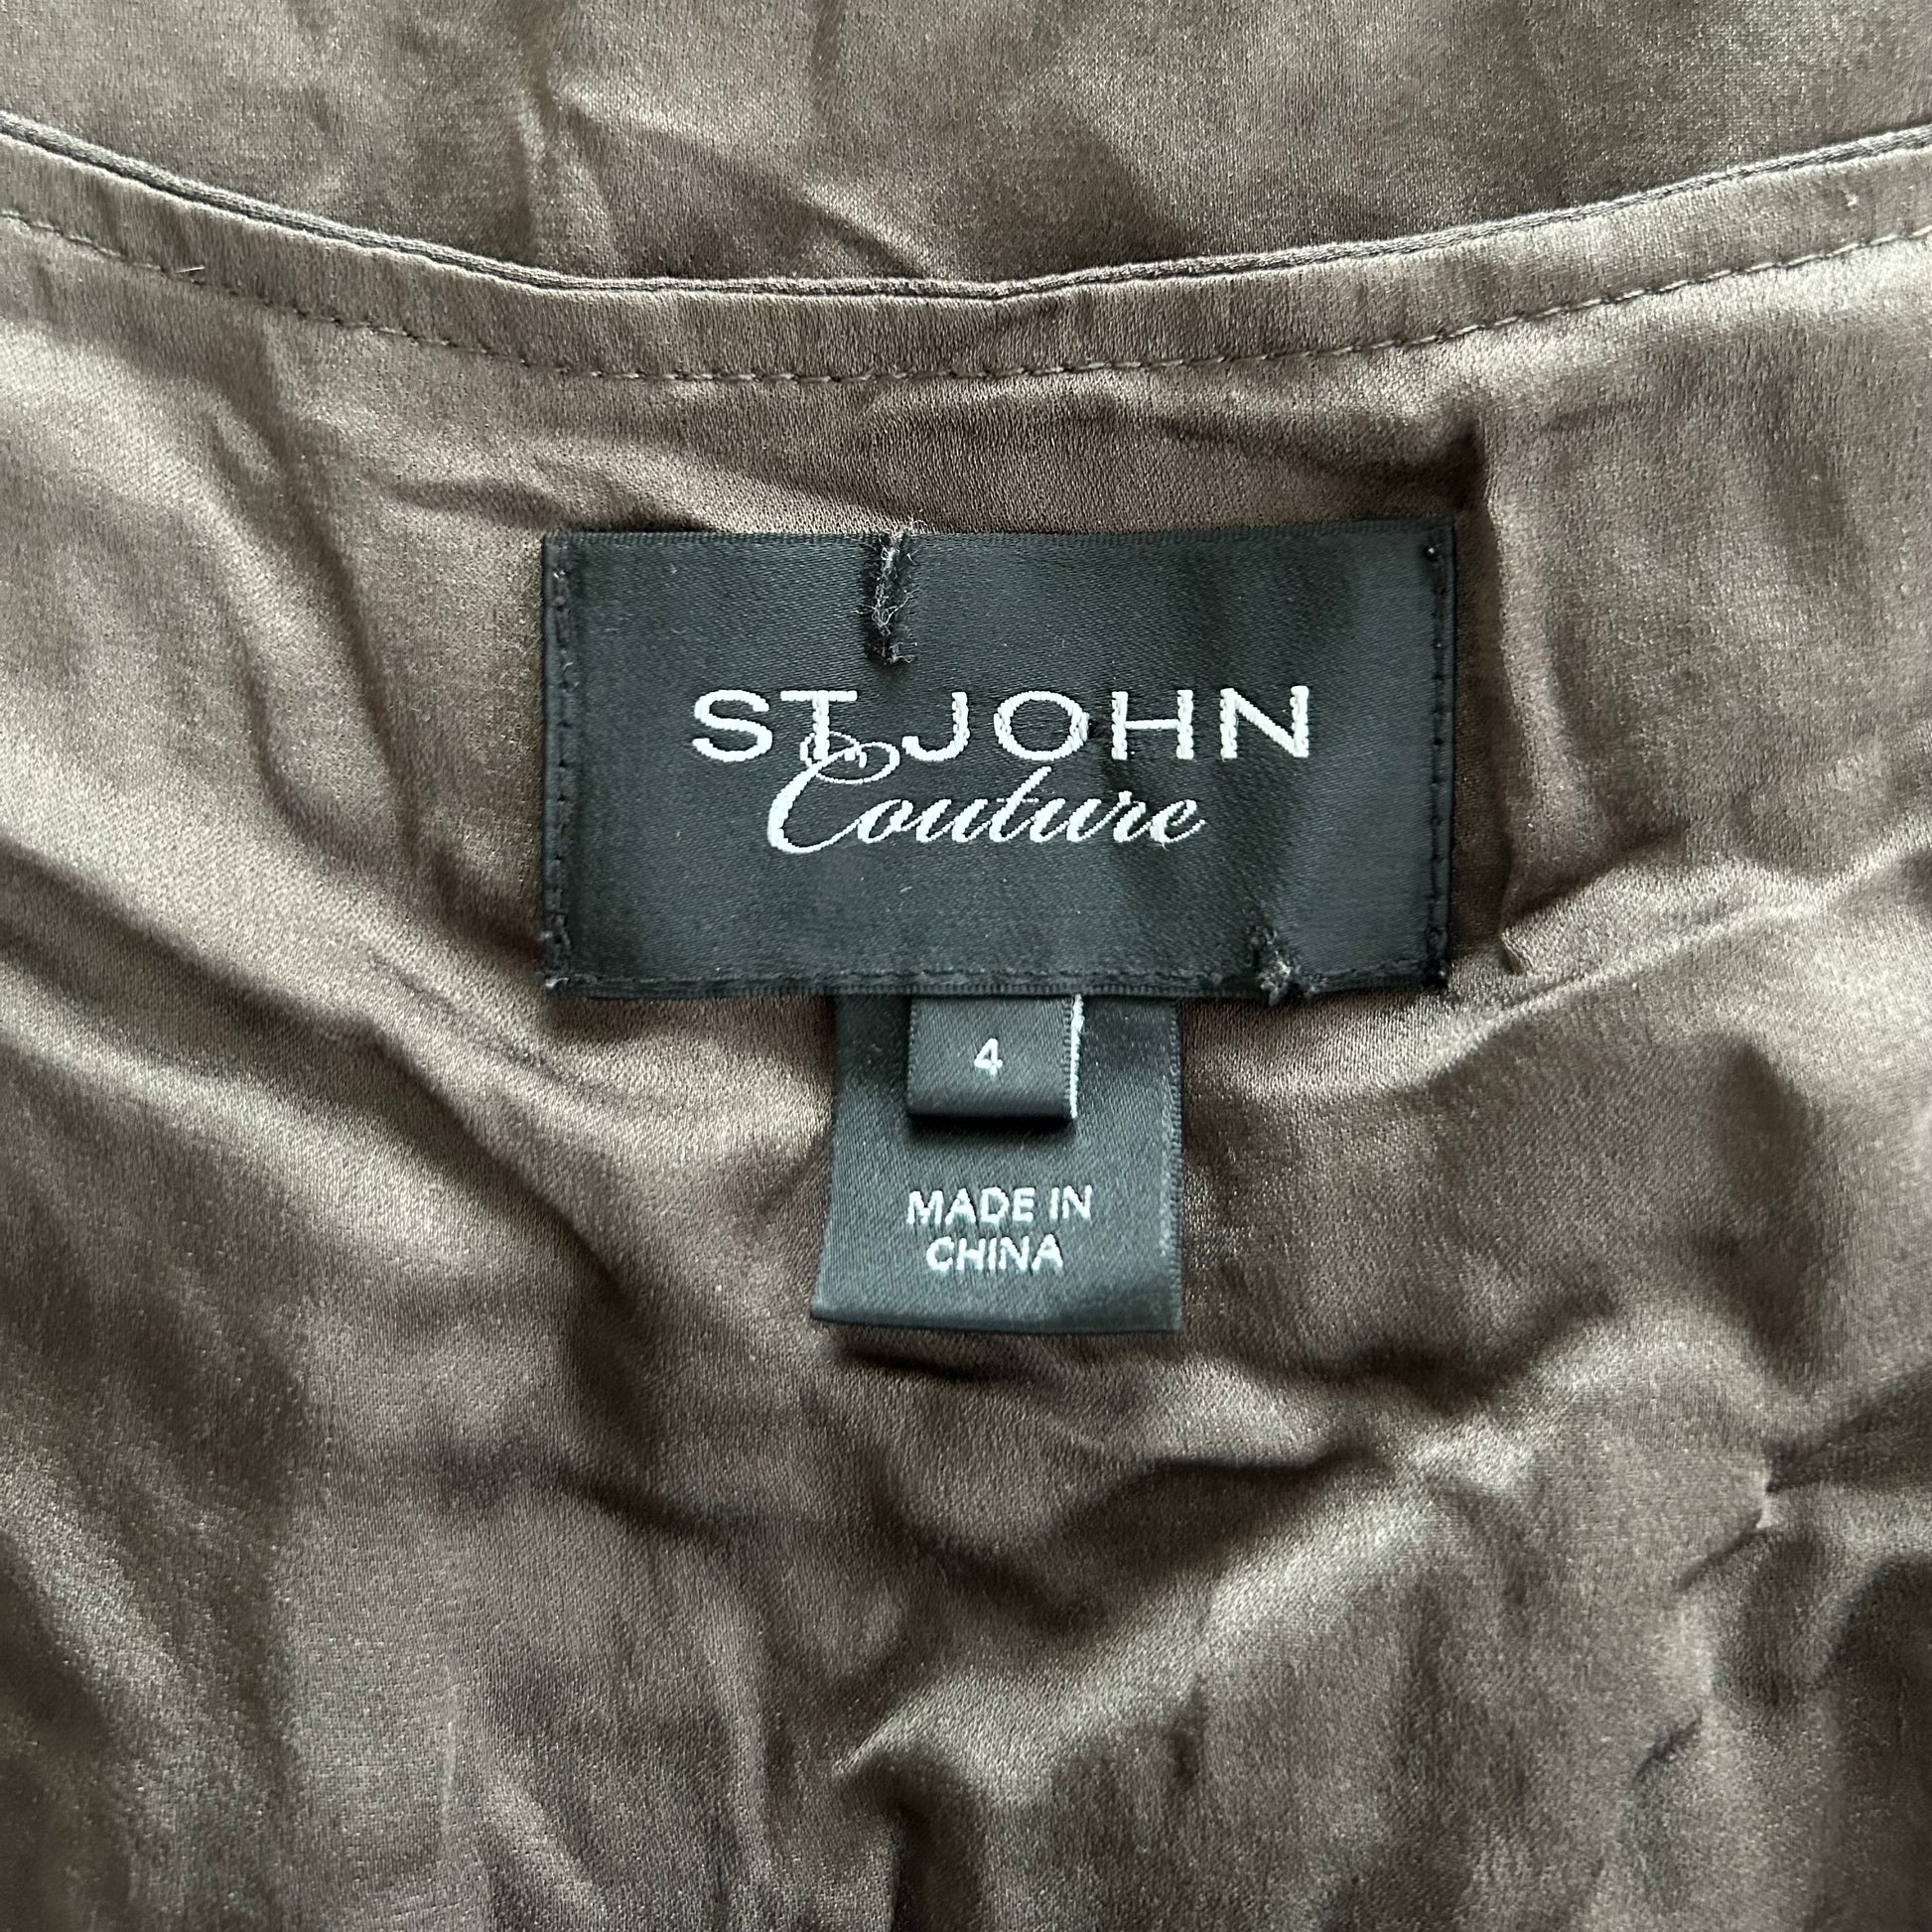 ST. JOHN
Couture
4
MADE IN
CHINA